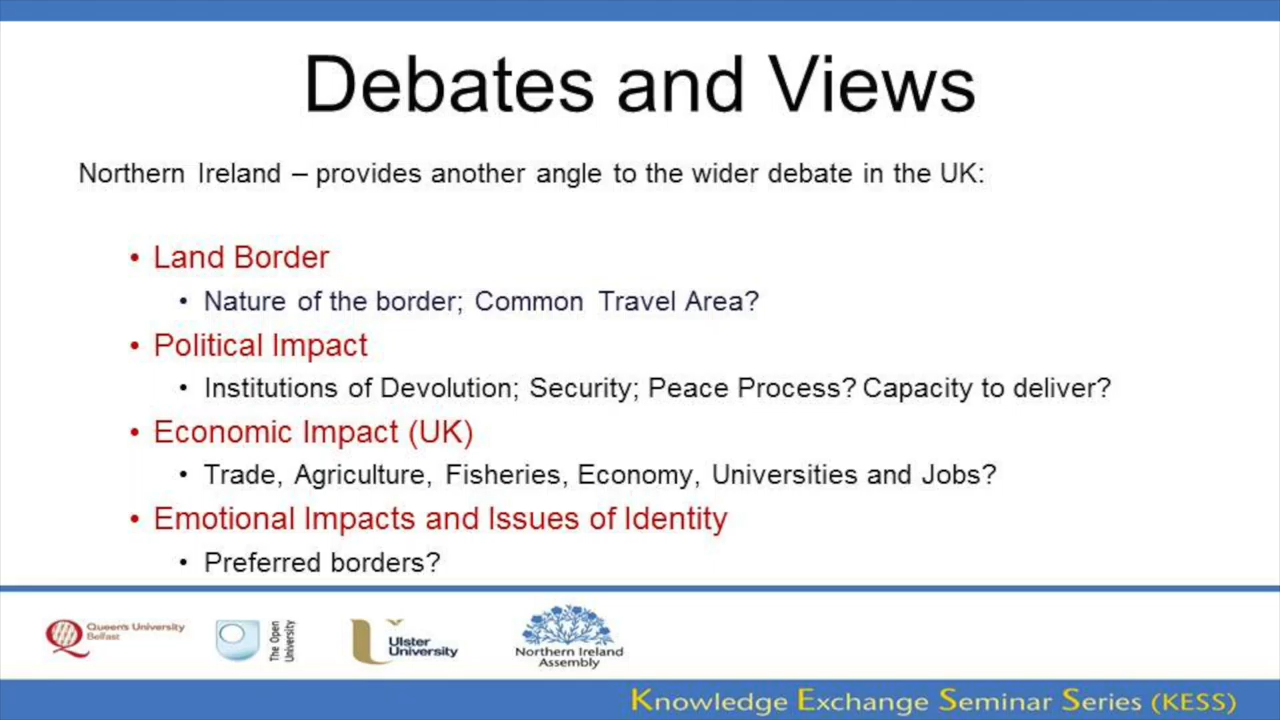 Debates and Views
Northern Ireland – provides another angle to the wider debate in the UK:
• Land Border
• Nature of the border; Common Travel Area?
• Political Impact
• Institutions of Devolution; Security; Peace Process? Capacity to deliver?
• Economic Impact (UK)
• Trade, Agriculture, Fisheries, Economy, Universities and Jobs?
• Emotional Impacts and Issues of Identity
• Preferred borders?
Queen's University
Belfast
The Open
University
Ulster
University
Northern Ireland
Assembly
Knowledge Exchange Seminar Series (KESS)